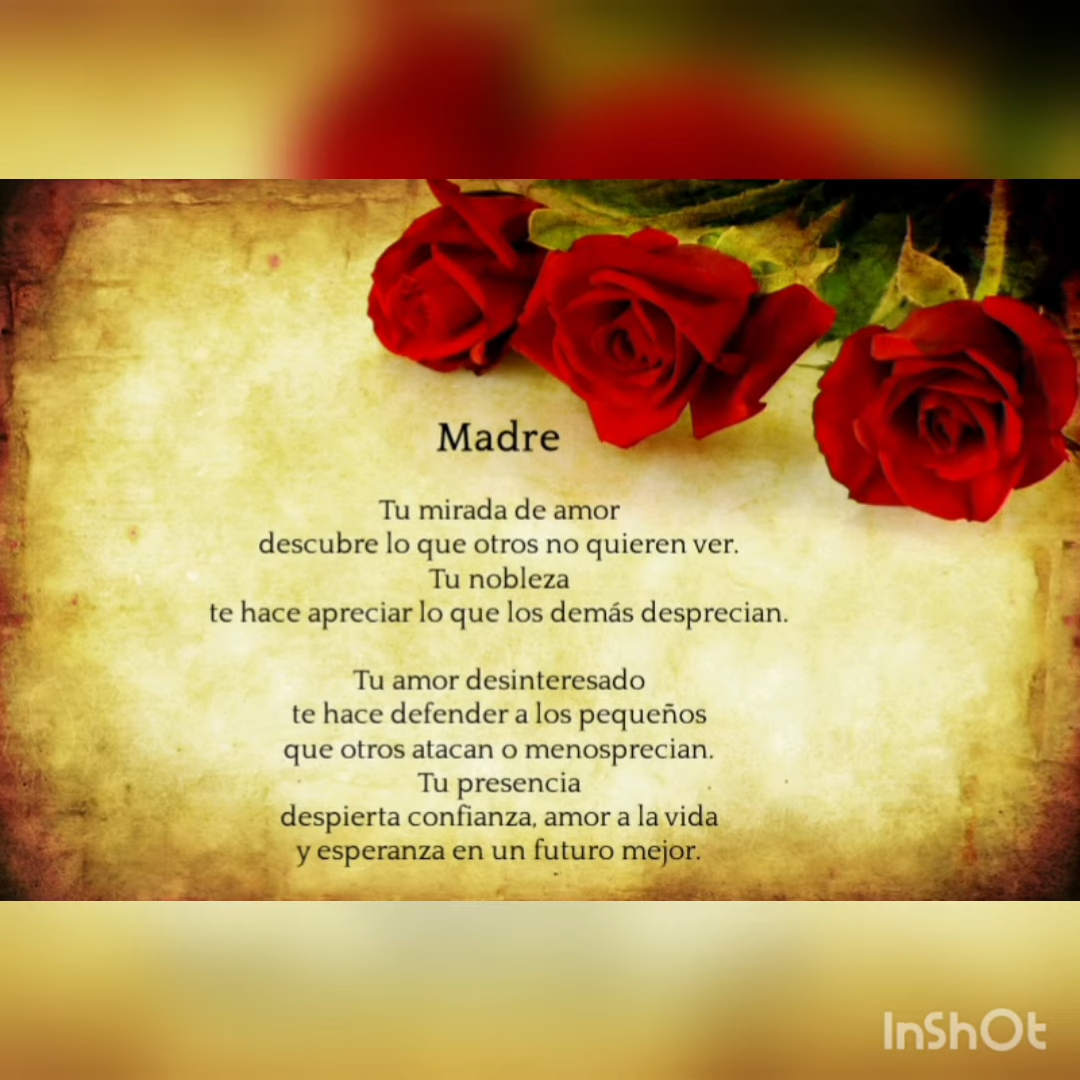 Madre
Tu mirada de amor
descubre lo que otros no quieren ver.
Tu nobleza
te hace apreciar lo que los demás desprecian.
Tu amor desinteresado
te hace defender a los pequeños
que otros atacan o menosprecian.
Tu presencia
despierta confianza, amor a la vida
y esperanza en un futuro mejor.
InShOt